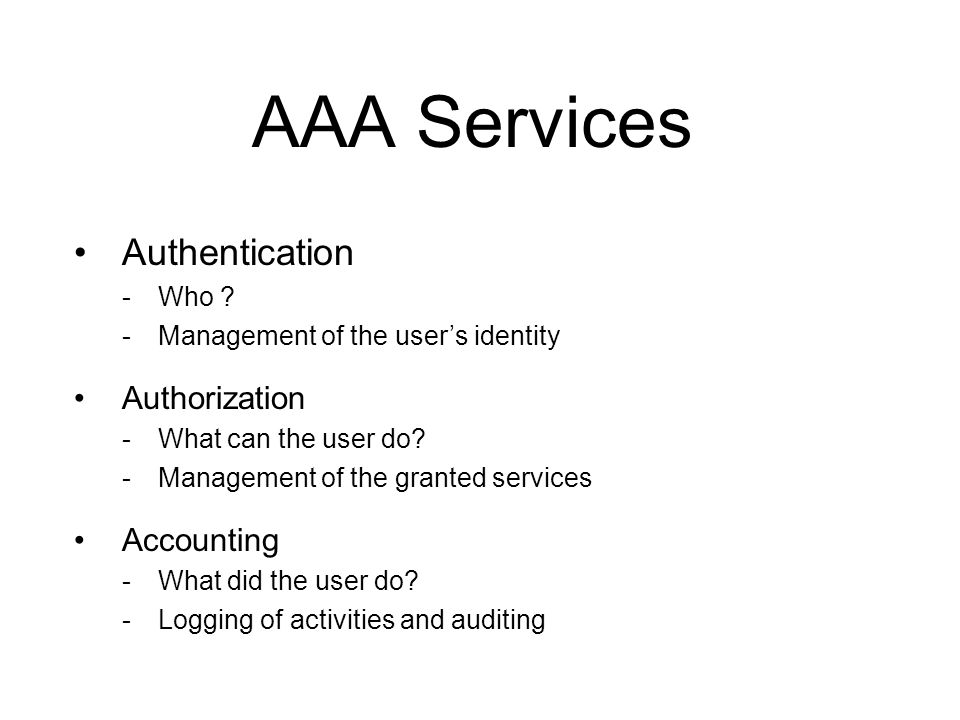 AAA Services
• Authentication
- Who ?
- Management of the user’s identity
• Authorization
- What can the user do?
- Management of the granted services
• Accounting
- What did the user do?
- Logging of activities and auditing